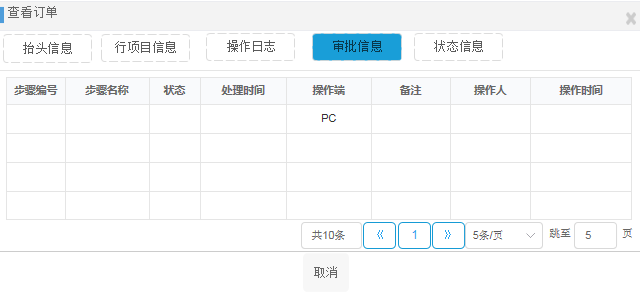 查看订单
抬头信息 行项目信息 操作日志 审批信息 状态信息
步骤编号 步骤名称 状态 处理时间 操作端 备注 操作人 操作时间
PC
共10条 《 1 》 5条/页 跳至 5 页
取消